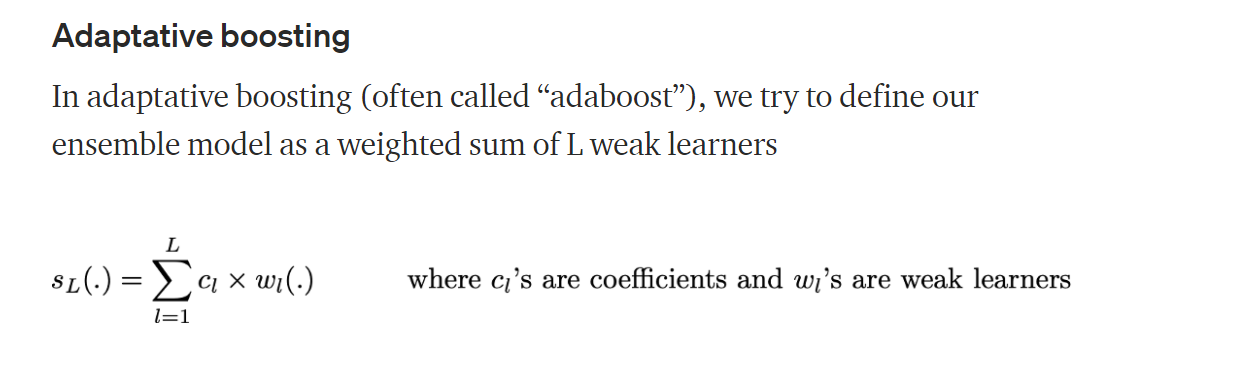 Adaptative boosting
In adaptative boosting (often called “adaboost”), we try to define our
ensemble model as a weighted sum of L weak learners
s_L(.) = \sum_{l=1}^{L} c_l × w_l(.) where c_l’s are coefficients and w_l’s are weak learners